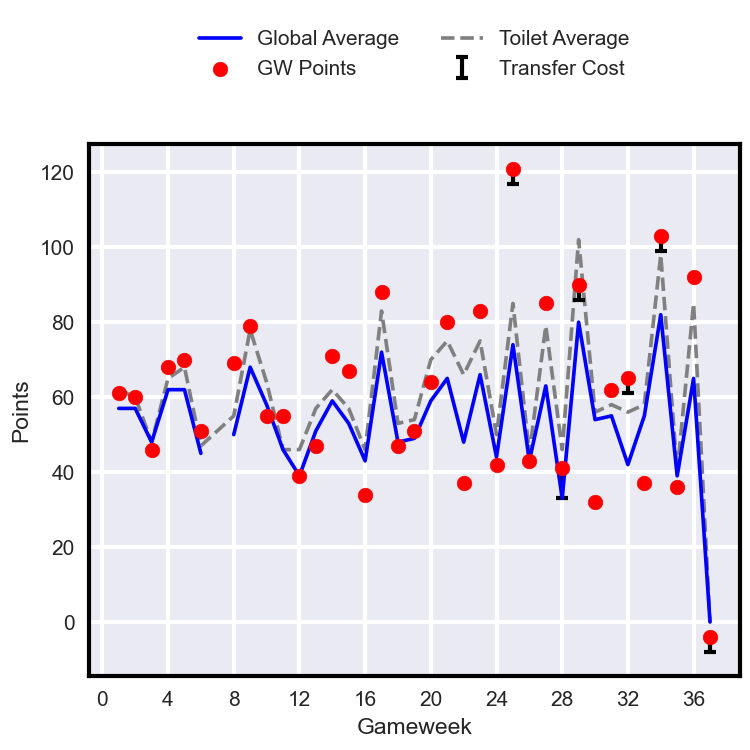 Global Average
Toilet Average
GW Points
Transfer Cost
120
100
80
60
40
20
0
Points
0 4 8 12 16 20 24 28 32 36
Gameweek